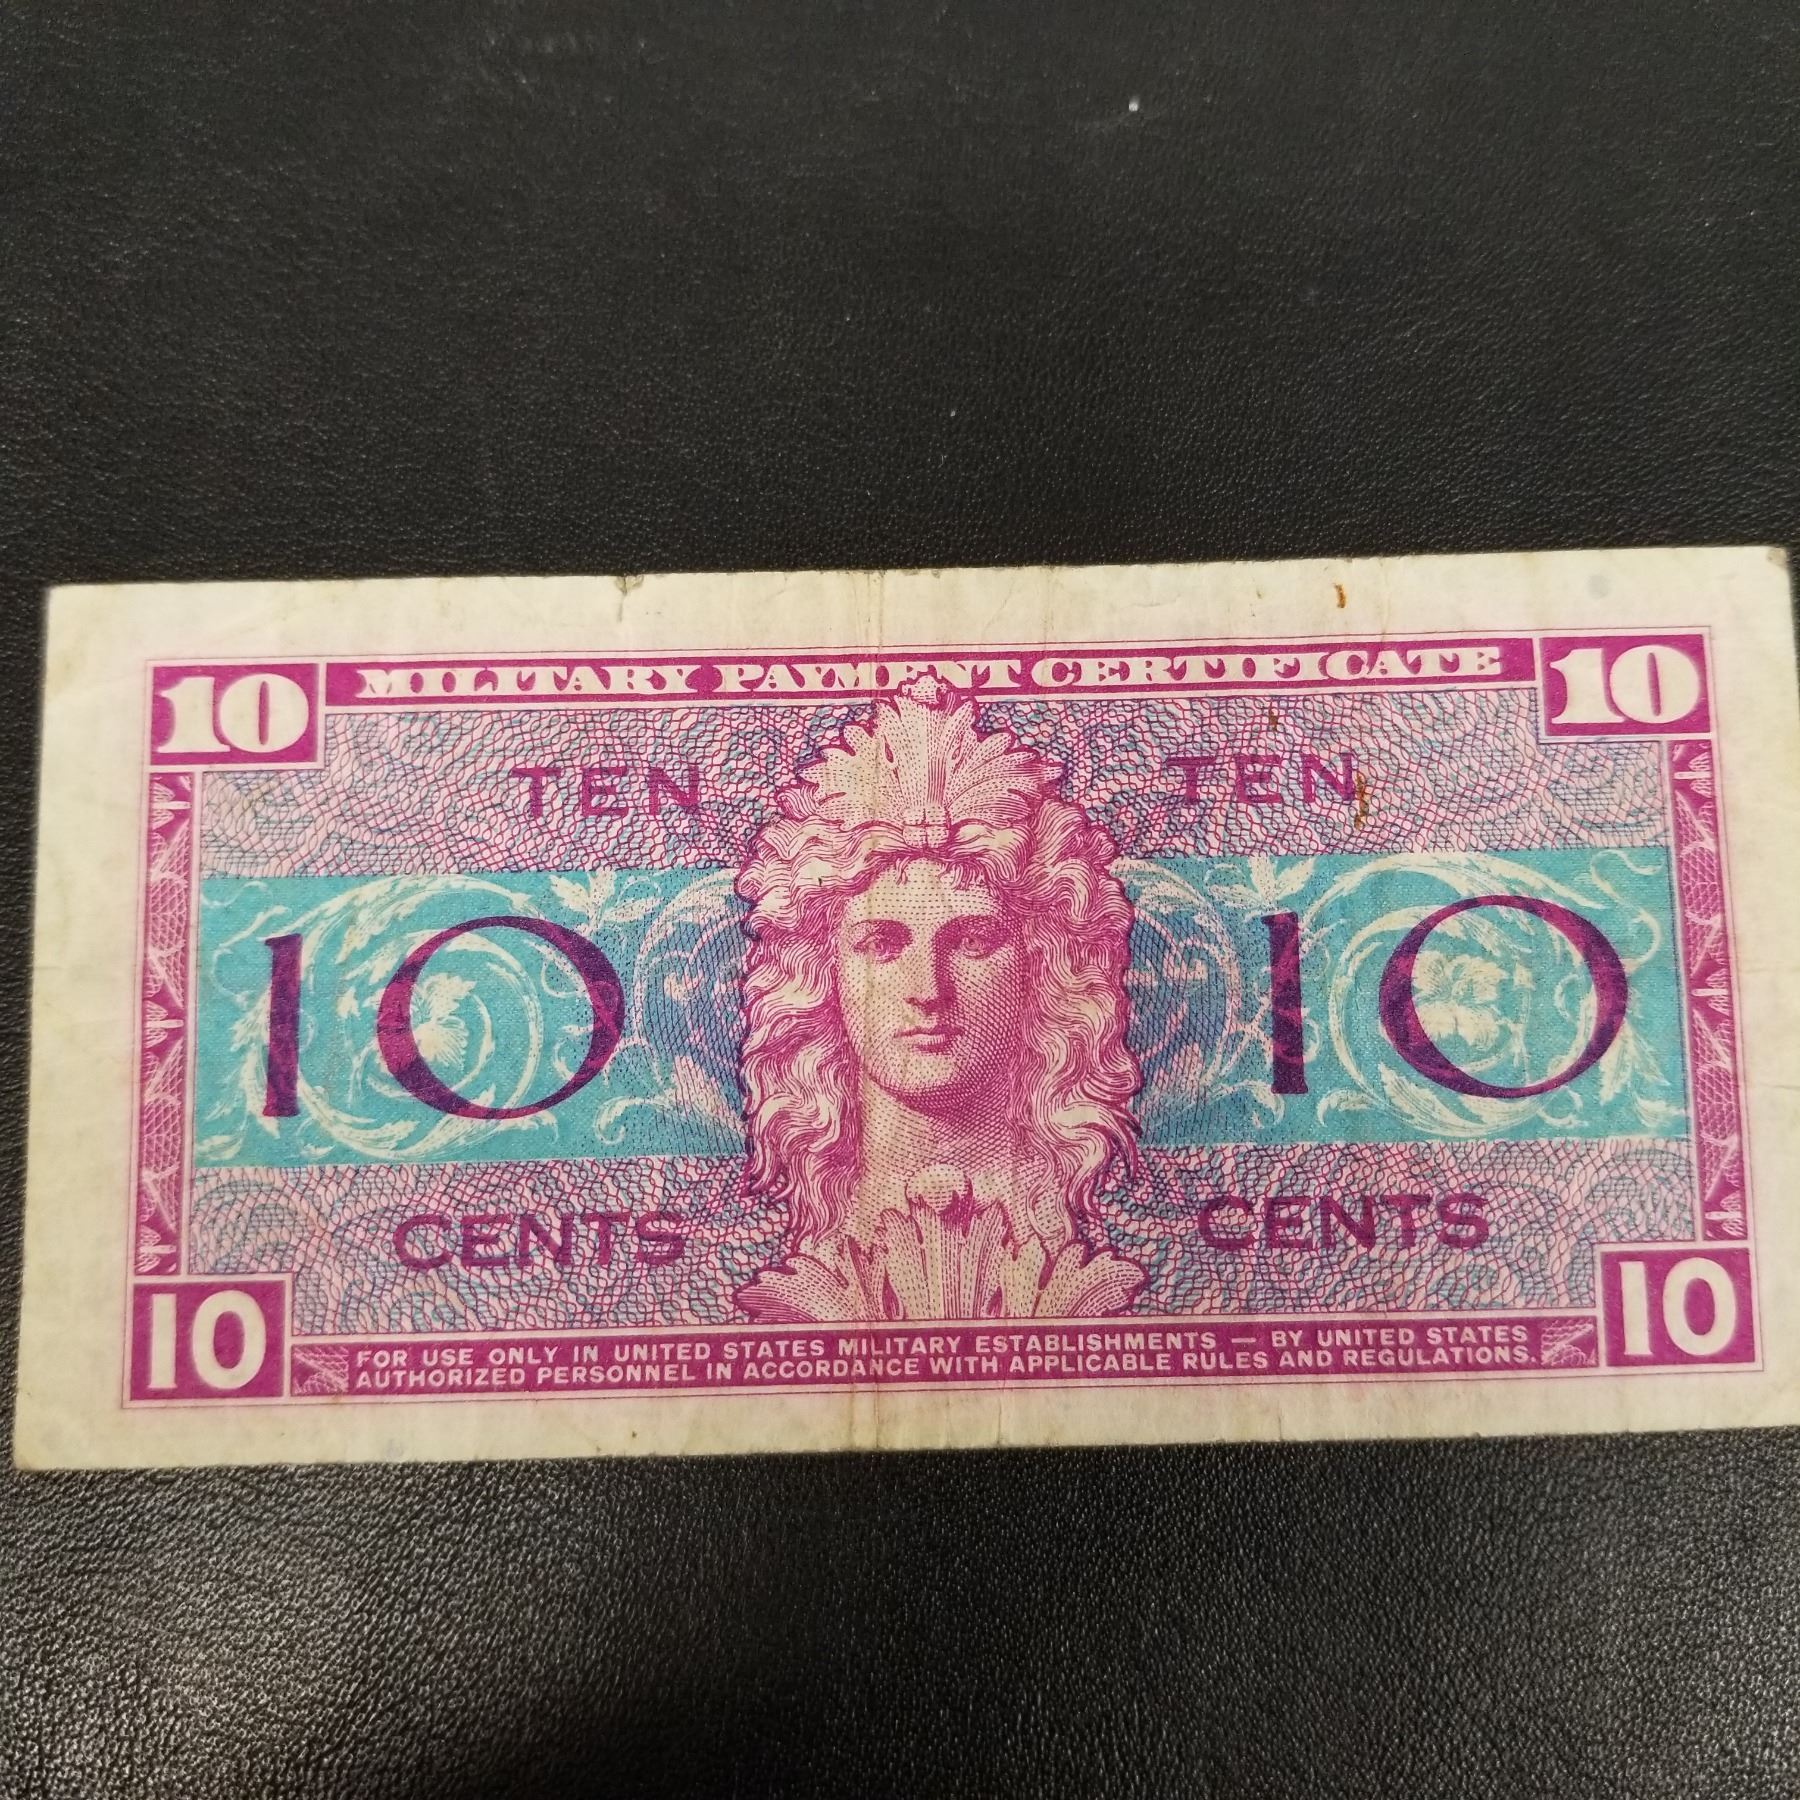 10 MILITARY PAYMENT CERTIFICATE 10
TEN TEN
10 10
CENTS CENTS
10 FOR USE ONLY IN UNITED STATES MILITARY ESTABLISHMENTS — BY UNITED STATES 10
AUTHORIZED PERSONNEL IN ACCORDANCE WITH APPLICABLE RULES AND REGULATIONS.